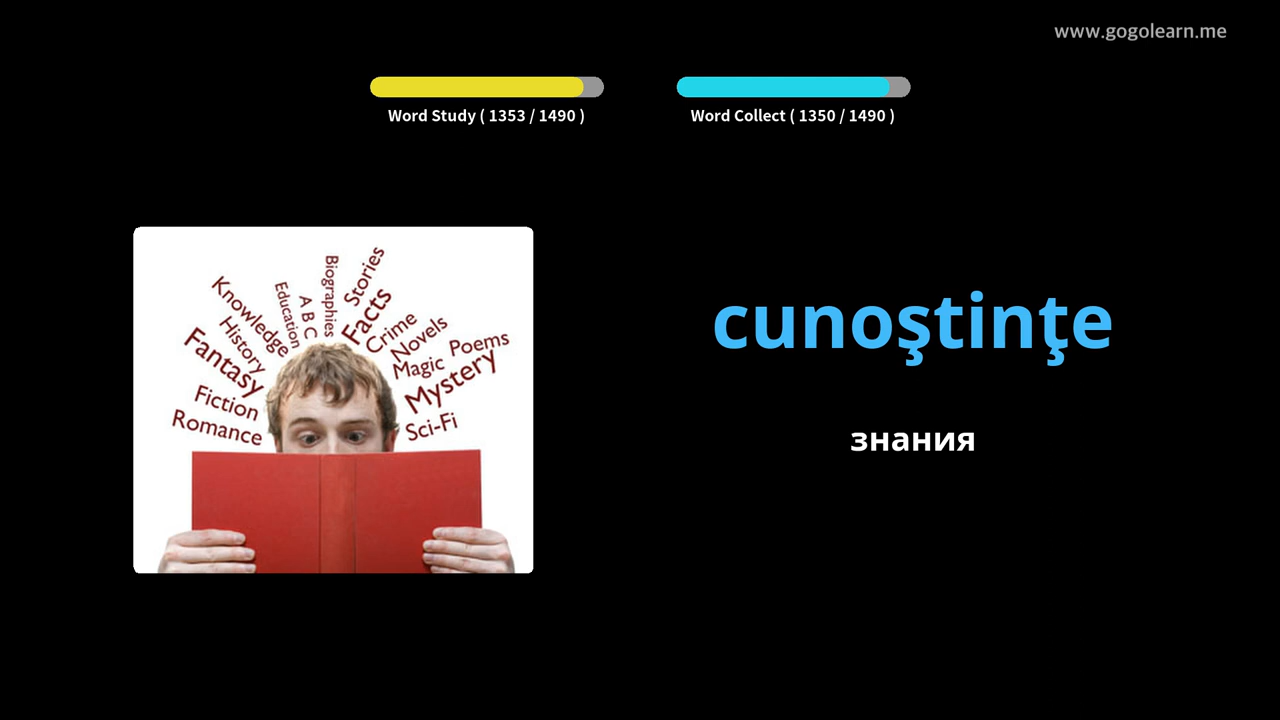 www.gogolearn.me
Word Study ( 1353 / 1490 )
Word Collect ( 1350 / 1490 )
Biographies
Stories
Education
A B C
Facts
Knowledge
Crime
History
Novels
Fantasy
Magic
Poems
Mystery
Fiction
Romance
Sci-Fi
cunoştinţe
знания